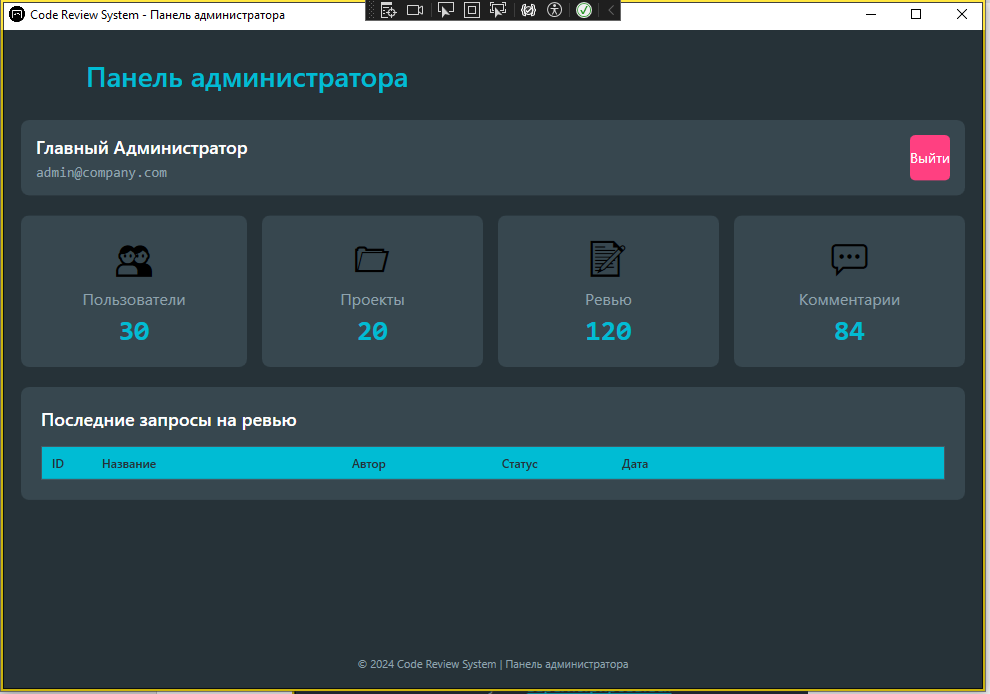 Code Review System - Панель администратора
Панель администратора
Главный Администратор
admin@company.com
Выйти
Пользователи
30
Проекты
20
Ревью
120
Комментарии
84
Последние запросы на ревью
ID Название Автор Статус Дата
© 2024 Code Review System | Панель администратора